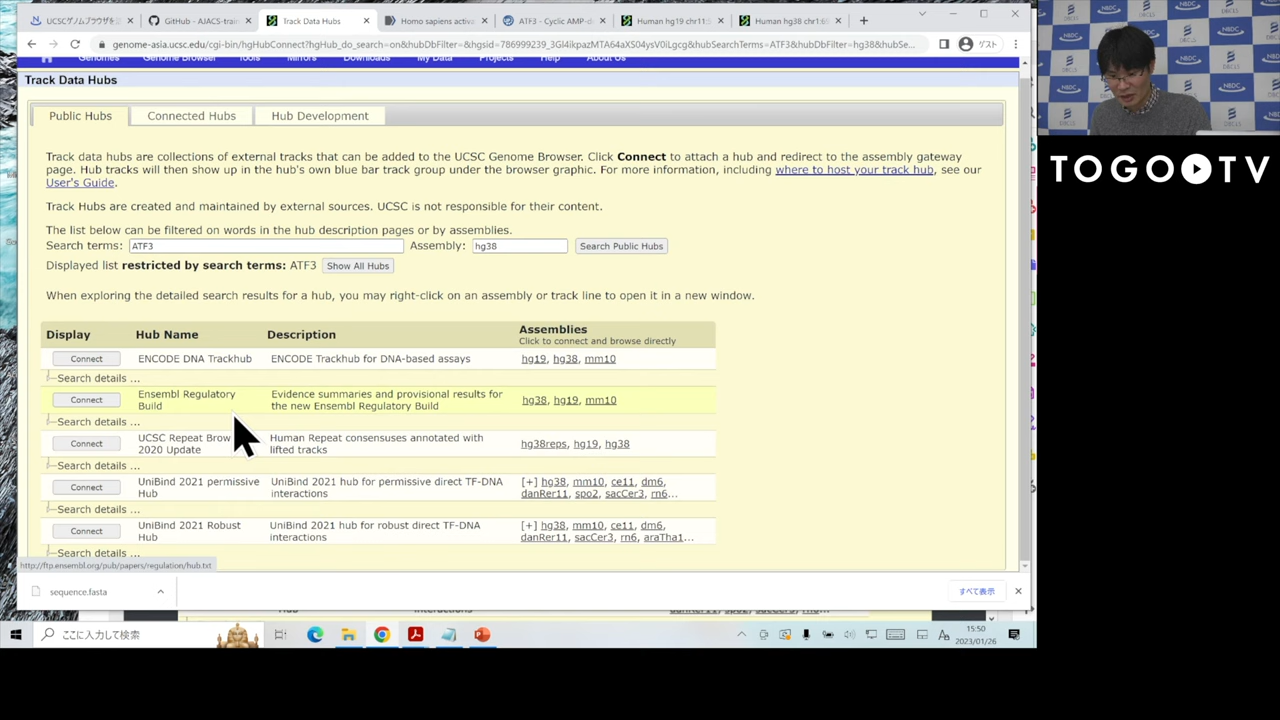 UCSCゲノムブラウザを活
GitHub - AJACS-train
Track Data Hubs
Homo sapiens activa
ATF3 - Cyclic AMP-d
Human hg19 chr11:5
Human hg38 chr1:69
genome-asia.ucsc.edu/cgi-bin/hgHubConnect?hgHub_do_search=on&hubDbFilter=&hgsid=786999239_3Gl4ikpazMTA64aXS04ysV0iLgcg&hubSearchTerms=ATF3&hubDbFilter=hg38&hubSe...
ゲスト
Genomes Genome Browser Tools Mirrors Downloads My Data Projects Help About Us
Track Data Hubs
Public Hubs Connected Hubs Hub Development
Track data hubs are collections of external tracks that can be added to the UCSC Genome Browser. Click Connect to attach a hub and redirect to the assembly gateway
page. Hub tracks will then show up in the hub's own blue bar track group under the browser graphic. For more information, including where to host your track hub, see our
User's Guide.
Track Hubs are created and maintained by external sources. UCSC is not responsible for their content.
The list below can be filtered on words in the hub description pages or by assemblies.
Search terms: ATF3 Assembly: hg38 Search Public Hubs
Displayed list restricted by search terms: ATF3 Show All Hubs
When exploring the detailed search results for a hub, you may right-click on an assembly or track line to open it in a new window.
Display Hub Name Description Assemblies
Click to connect and browse directly
Connect ENCODE DNA Trackhub ENCODE Trackhub for DNA-based assays hg19, hg38, mm10
Search details ...
Connect Ensembl Regulatory Evidence summaries and provisional results for hg38, hg19, mm10
Build the new Ensembl Regulatory Build
Search details ...
Connect UCSC Repeat Brow Human Repeat consensuses annotated with hg38reps, hg19, hg38
2020 Update lifted tracks
Search details ...
Connect UniBind 2021 permissive UniBind 2021 hub for permissive direct TF-DNA [+] hg38, mm10, ce11, dm6,
Hub interactions danRer11, spo2, sacCer3, rn6...
Search details ...
Connect UniBind 2021 Robust UniBind 2021 hub for robust direct TF-DNA [+] hg38, mm10, ce11, dm6,
Hub interactions danRer11, sacCer3, rn6, araTha1...
Search details ...
http://ftp.ensembl.org/pub/papers/regulation/hub.txt
sequence.fasta
すべて表示
ここに入力して検索
15:50
2023/01/26
NBDC
DBCLS
TOGO TV